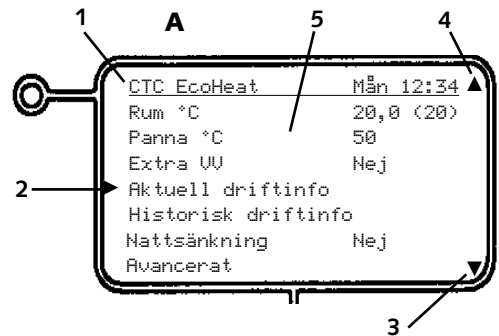 1
A
5
4
CTC EcoHeat Mån 12:34
Rum °C 20,0 (20)
Panna °C 50
Extra VV Nej
2
Aktuell driftinfo
Historisk driftinfo
Nattsänkning Nej
Avancerat
3